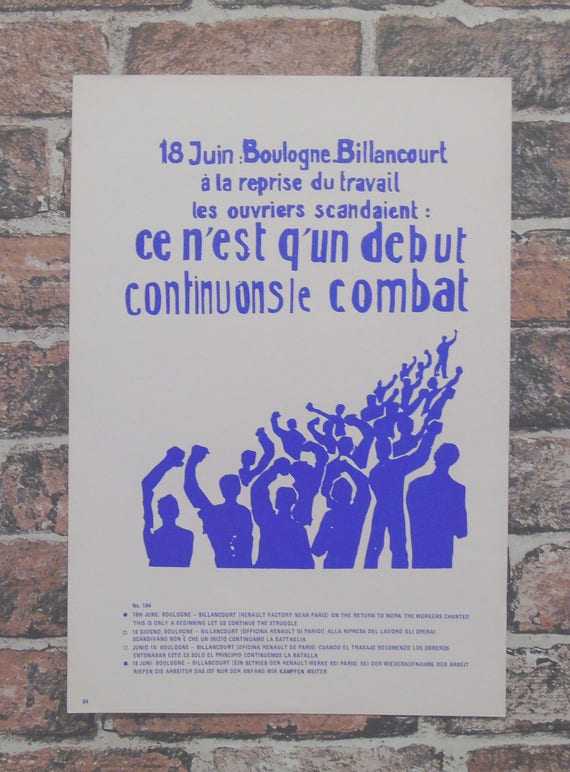 18 Juin : Boulogne_Billancourt
à la reprise du travail
les ouvriers scandaient :
ce n'est q'un debut
continuons le combat
No. 194
● 18th JUNE: BOULOGNE – BILLANCOURT (RENAULT FACTORY NEAR PARIS) ON THE RETURN TO WORK THE WORKERS CHANTED
THIS IS ONLY A BEGINNING LET US CONTINUE THE STRUGGLE
□ 18 GIUGNO: BOULOGNE – BILLANCOURT (OFFICINA RENAULT DI PARIGI) ALLA RIPRESA DEL LAVORO GLI OPERAI
SCANDIVANO NON È CHE UN INIZIO CONTINUAMO LA BATTAGLIA
○ JUNIO 18: BOULOGNE – BILLANCOURT (OFICINA RENAULT DE PARIS) CUANDO EL TRABAJO RECOMENZO LOS OBREROS
ENTONABAN ESTO ES SOLO EL PRINCIPIO CONTINUEMOS LA BATALLA
■ 18 JUNI: BOULOGNE – BILLANCOURT (EIN BETRIEB DER RENAULT-WERKE BEI PARIS) BEI DER WIEDERAUFNAHME DER ARBEIT
RIEFEN DIE ARBEITER DAS IST NUR DER ANFANG WIR KÄMPFEN WEITER
64